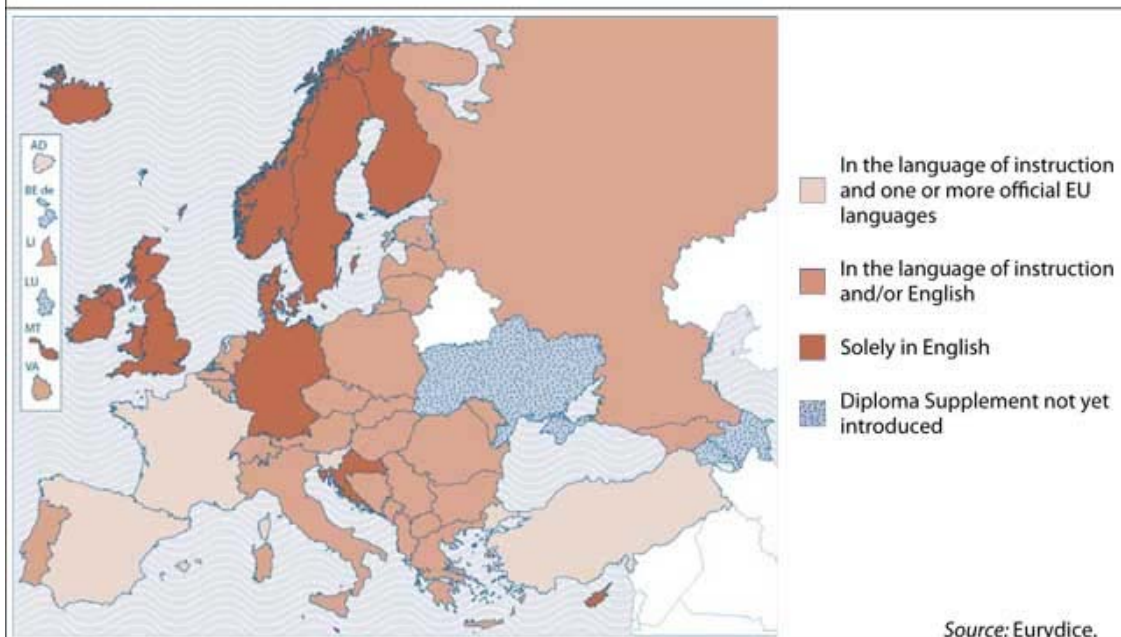 AD
BE de
LI
LU
MT
VA
In the language of instruction
and one or more official EU
languages
In the language of instruction
and/or English
Solely in English
Diploma Supplement not yet
introduced
Source: Eurydice.